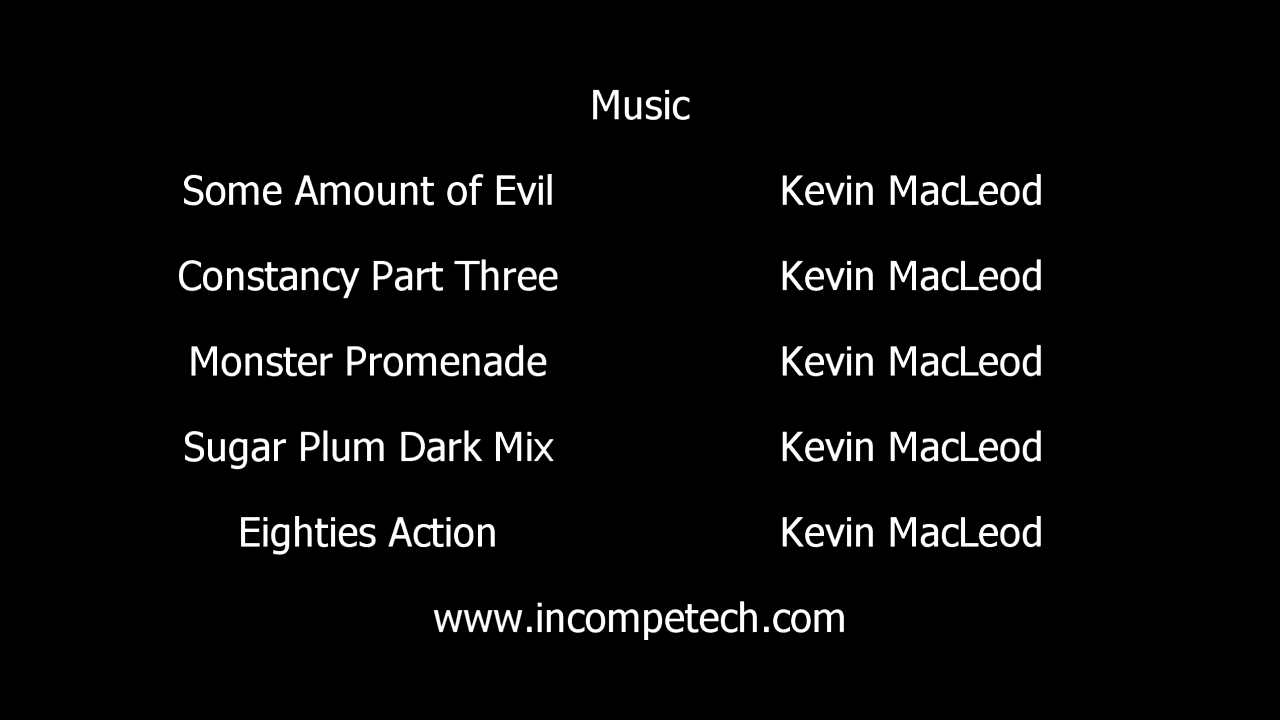 Music
Some Amount of Evil Kevin MacLeod
Constancy Part Three Kevin MacLeod
Monster Promenade Kevin MacLeod
Sugar Plum Dark Mix Kevin MacLeod
Eighties Action Kevin MacLeod
www.incompetech.com